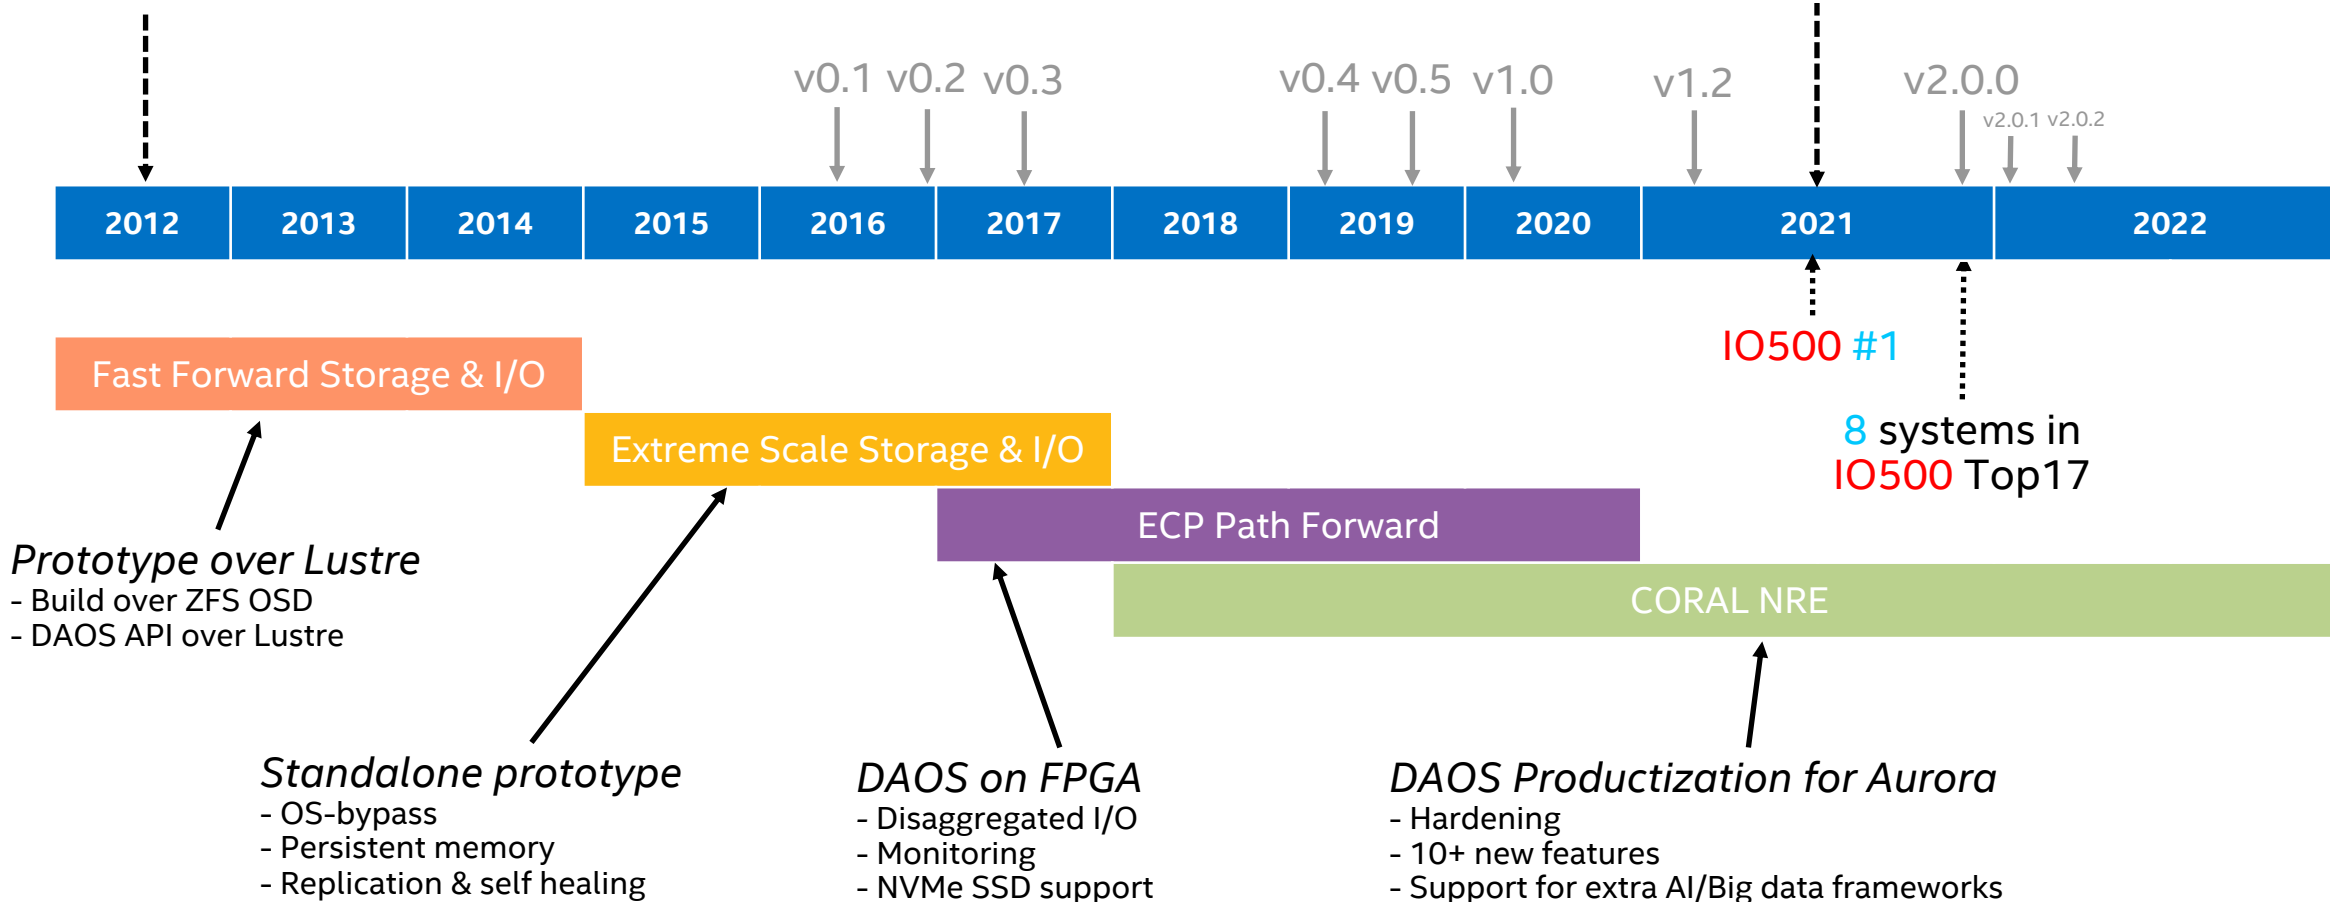 v0.1 v0.2 v0.3 v0.4 v0.5 v1.0 v1.2 v2.0.0
v2.0.1 v2.0.2
2012 2013 2014 2015 2016 2017 2018 2019 2020 2021 2022
IO500 #1
8 systems in
IO500 Top17
Fast Forward Storage & I/O
Extreme Scale Storage & I/O
ECP Path Forward
CORAL NRE
Prototype over Lustre
- Build over ZFS OSD
- DAOS API over Lustre
Standalone prototype
- OS-bypass
- Persistent memory
- Replication & self healing
DAOS on FPGA
- Disaggregated I/O
- Monitoring
- NVMe SSD support
DAOS Productization for Aurora
- Hardening
- 10+ new features
- Support for extra AI/Big data frameworks